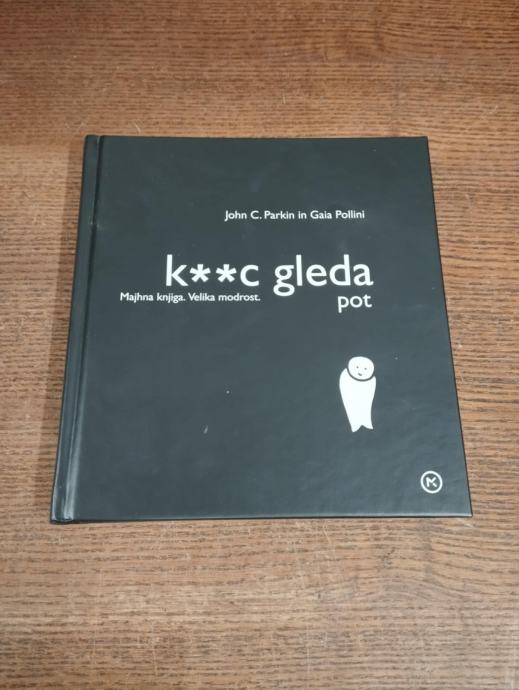 John C. Parkin in Gaia Pollini
k**c gleda
Majhna knjiga. Velika modrost.
pot